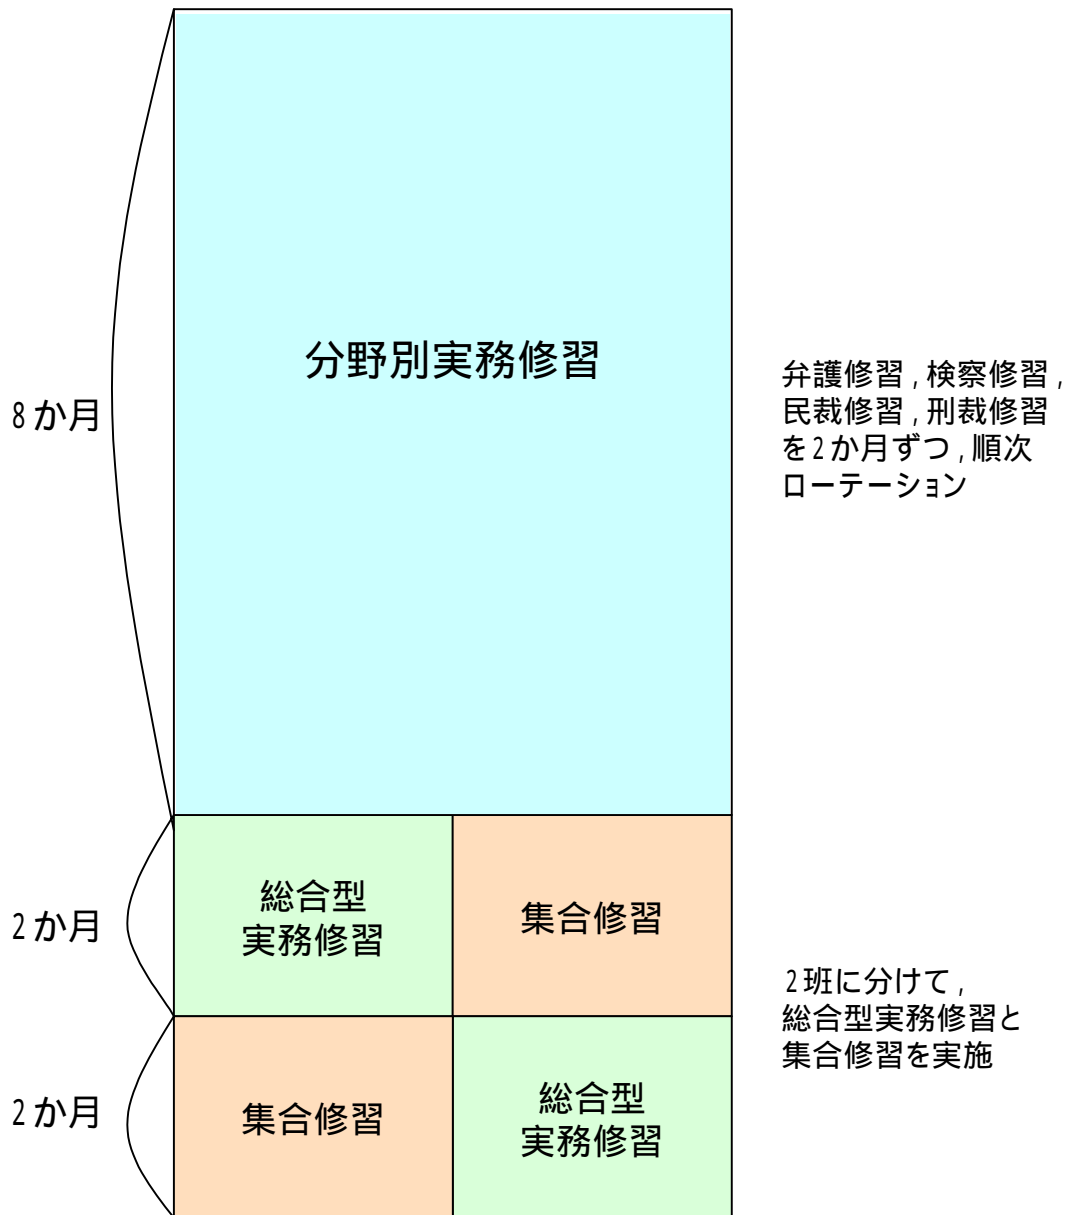 8か月
分野別実務修習
弁護修習,検察修習,
民裁修習,刑裁修習
を2か月ずつ,順次
ローテーション
2か月
総合型
実務修習
集合修習
2班に分けて,
総合型実務修習と
集合修習を実施
2か月
集合修習
総合型
実務修習